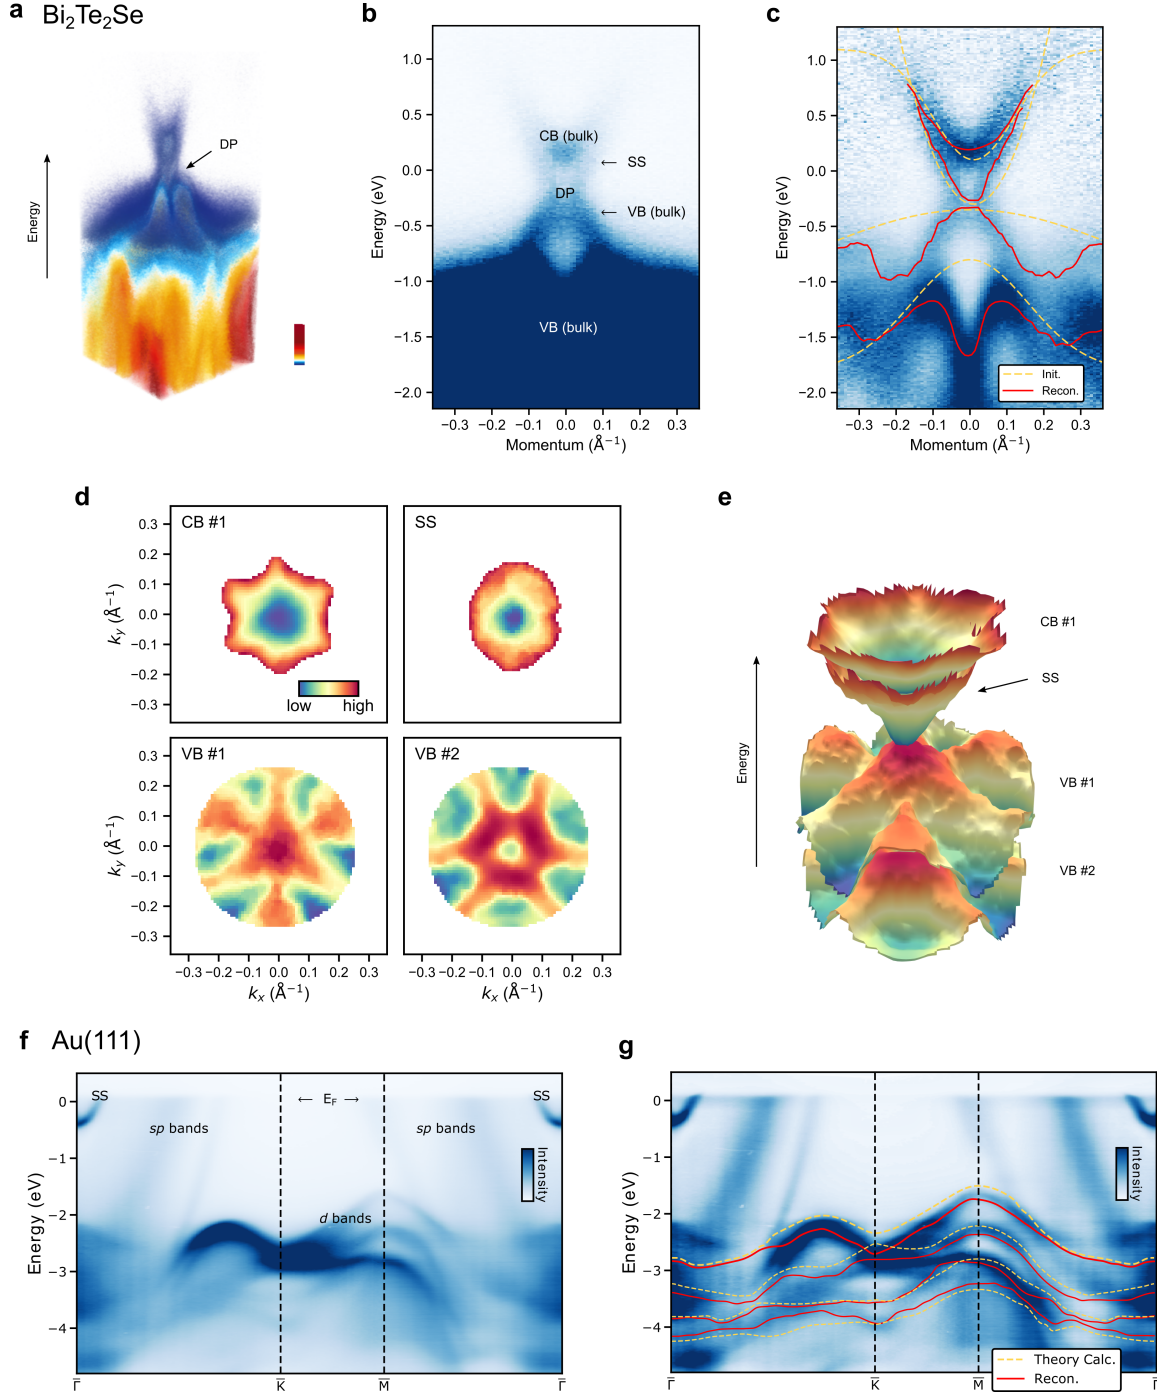 a
Bi₂Te₂Se
DP
Energy
b
1.0
0.5
0.0
−0.5
−1.0
−1.5
−2.0
Energy (eV)
CB (bulk)
← SS
DP
← VB (bulk)
VB (bulk)
−0.3 −0.2 −0.1 0.0 0.1 0.2 0.3
Momentum (Å⁻¹)
c
1.0
0.5
0.0
−0.5
−1.0
−1.5
−2.0
Energy (eV)
Init.
Recon.
−0.3 −0.2 −0.1 0.0 0.1 0.2 0.3
Momentum (Å⁻¹)
d
CB #1
0.3
0.2
0.1
0.0
−0.1
−0.2
−0.3
k_y (Å⁻¹)
low high
SS
VB #1
0.3
0.2
0.1
0.0
−0.1
−0.2
−0.3
k_y (Å⁻¹)
−0.3 −0.2 −0.1 0.0 0.1 0.2 0.3
k_x (Å⁻¹)
VB #2
−0.3 −0.2 −0.1 0.0 0.1 0.2 0.3
k_x (Å⁻¹)
e
Energy
CB #1
SS
VB #1
VB #2
f
Au(111)
0
−1
−2
−3
−4
Energy (eV)
SS
← E_F →
SS
sp bands
sp bands
d bands
Intensity
Γ̅ K̅ M̅ Γ̅
g
0
−1
−2
−3
−4
Energy (eV)
Intensity
Theory Calc.
Recon.
Γ̅ K̅ M̅ Γ̅